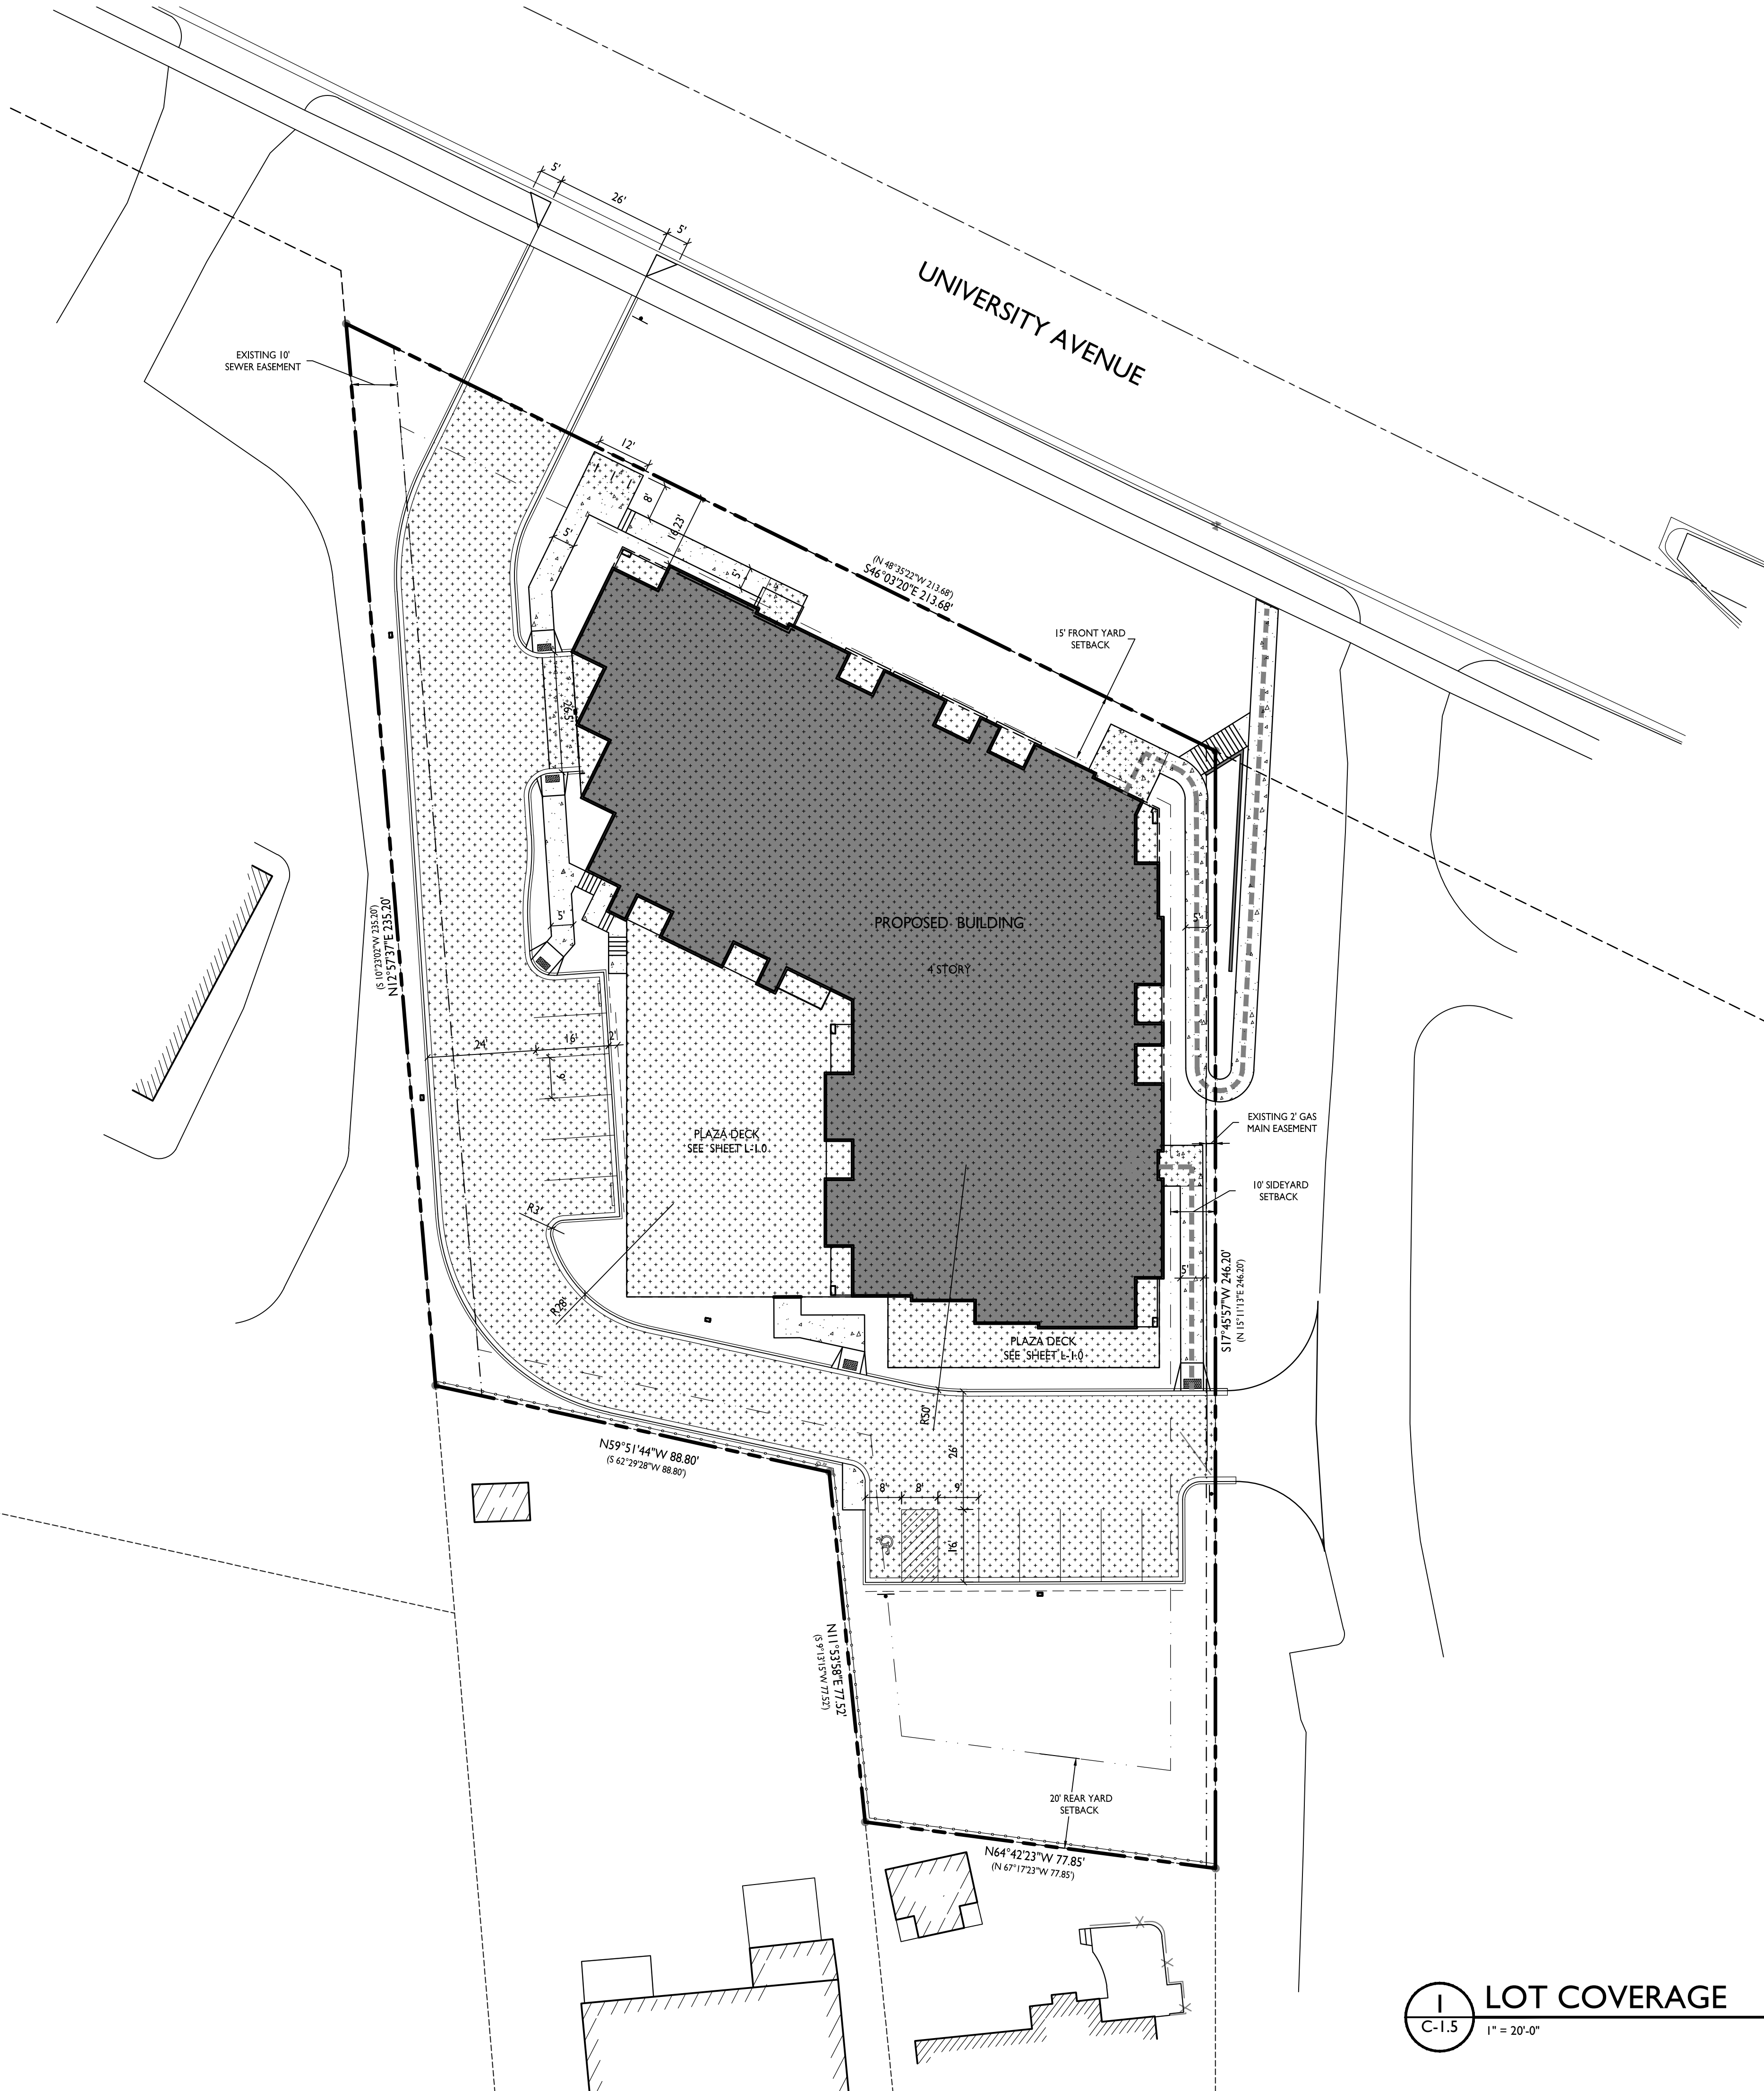 5'
26'
5'
UNIVERSITY AVENUE
EXISTING 10'
SEWER EASEMENT
12'
8'
16.23'
5'
5'
(N 48°35'22"W 213.68')
S46°03'20"E 213.68'
15' FRONT YARD
SETBACK
26.5'
(S 10°23'02"W 235.20')
N12°57'37"E 235.20'
5'
PROPOSED BUILDING
4 STORY
5'
24'
16'
2'
9'
PLAZA DECK
SEE SHEET L-1.0
EXISTING 2' GAS
MAIN EASEMENT
10' SIDEYARD
SETBACK
R3'
R28'
5'
S17°45'57"W 246.20'
(N 15°11'13"E 246.20')
PLAZA DECK
SEE SHEET L-1.0
R50'
26'
N59°51'44"W 88.80'
(S 62°29'28"W 88.80')
8'
8'
9'
16'
N11°53'58"E 77.52'
(S 9°13'15"W 77.52')
20' REAR YARD
SETBACK
N64°42'23"W 77.85'
(N 67°17'23"W 77.85')
1
C-1.5
LOT COVERAGE
1" = 20'-0"